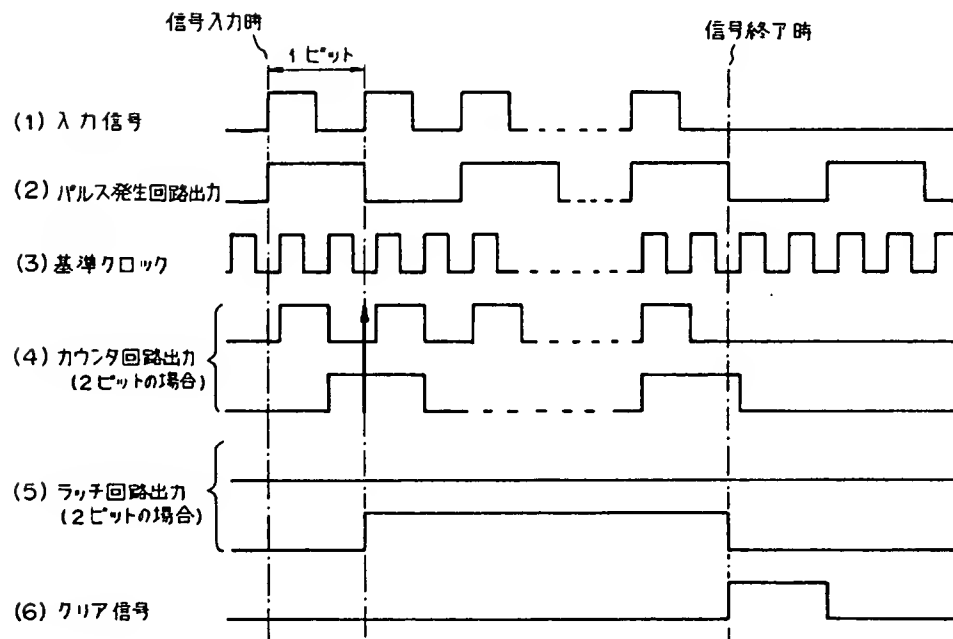 信号入力時
信号終了時
1ビット
(1) 入力信号
(2) パルス発生回路出力
(3) 基準クロック
(4) カウンタ回路出力
(2ビットの場合)
(5) ラッチ回路出力
(2ビットの場合)
(6) クリア信号